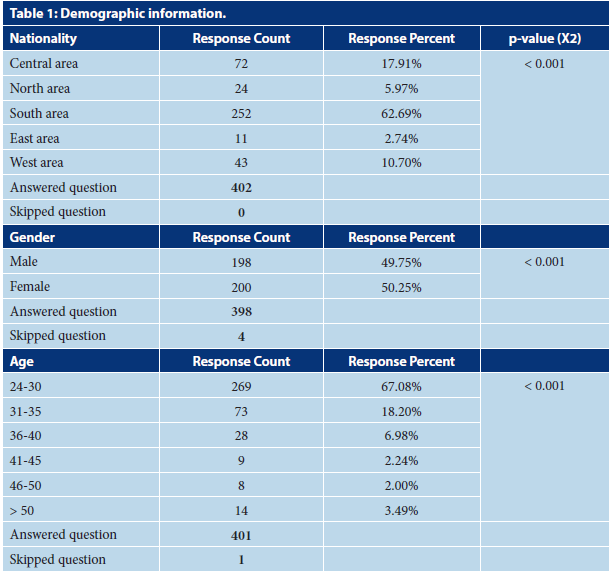 Table 1: Demographic information.
Nationality Response Count Response Percent p-value (X2)
Central area 72 17.91% < 0.001
North area 24 5.97%
South area 252 62.69%
East area 11 2.74%
West area 43 10.70%
Answered question 402
Skipped question 0
Gender Response Count Response Percent
Male 198 49.75% < 0.001
Female 200 50.25%
Answered question 398
Skipped question 4
Age Response Count Response Percent
24-30 269 67.08% < 0.001
31-35 73 18.20%
36-40 28 6.98%
41-45 9 2.24%
46-50 8 2.00%
> 50 14 3.49%
Answered question 401
Skipped question 1